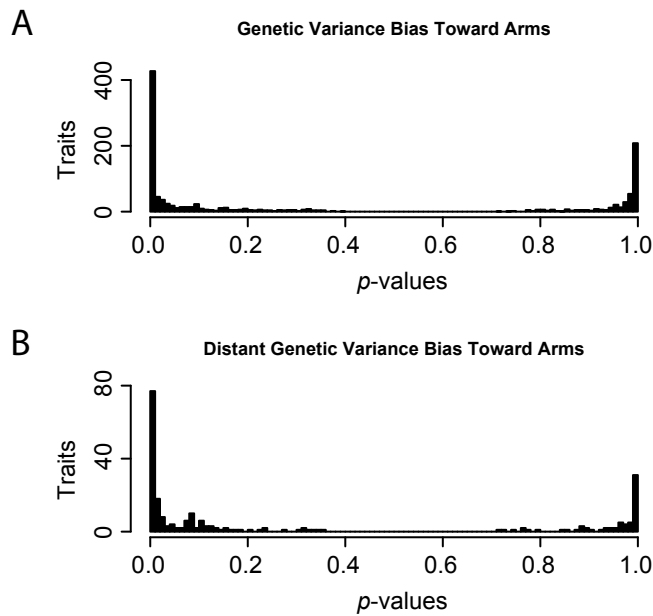 A
Genetic Variance Bias Toward Arms
400
200
0
Traits
0.0 0.2 0.4 0.6 0.8 1.0
p-values
B
Distant Genetic Variance Bias Toward Arms
80
40
0
Traits
0.0 0.2 0.4 0.6 0.8 1.0
p-values